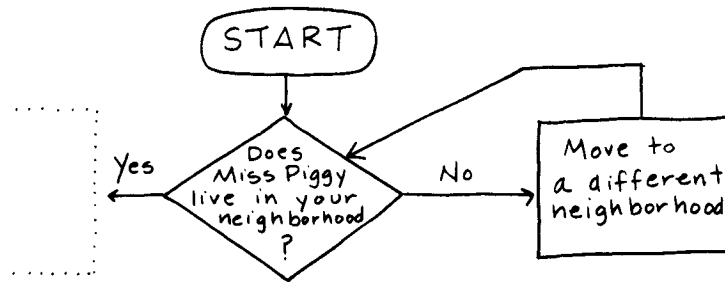 START
Does
Miss Piggy
live in your
neighborhood
?
Yes
No
Move to
a different
neighborhood